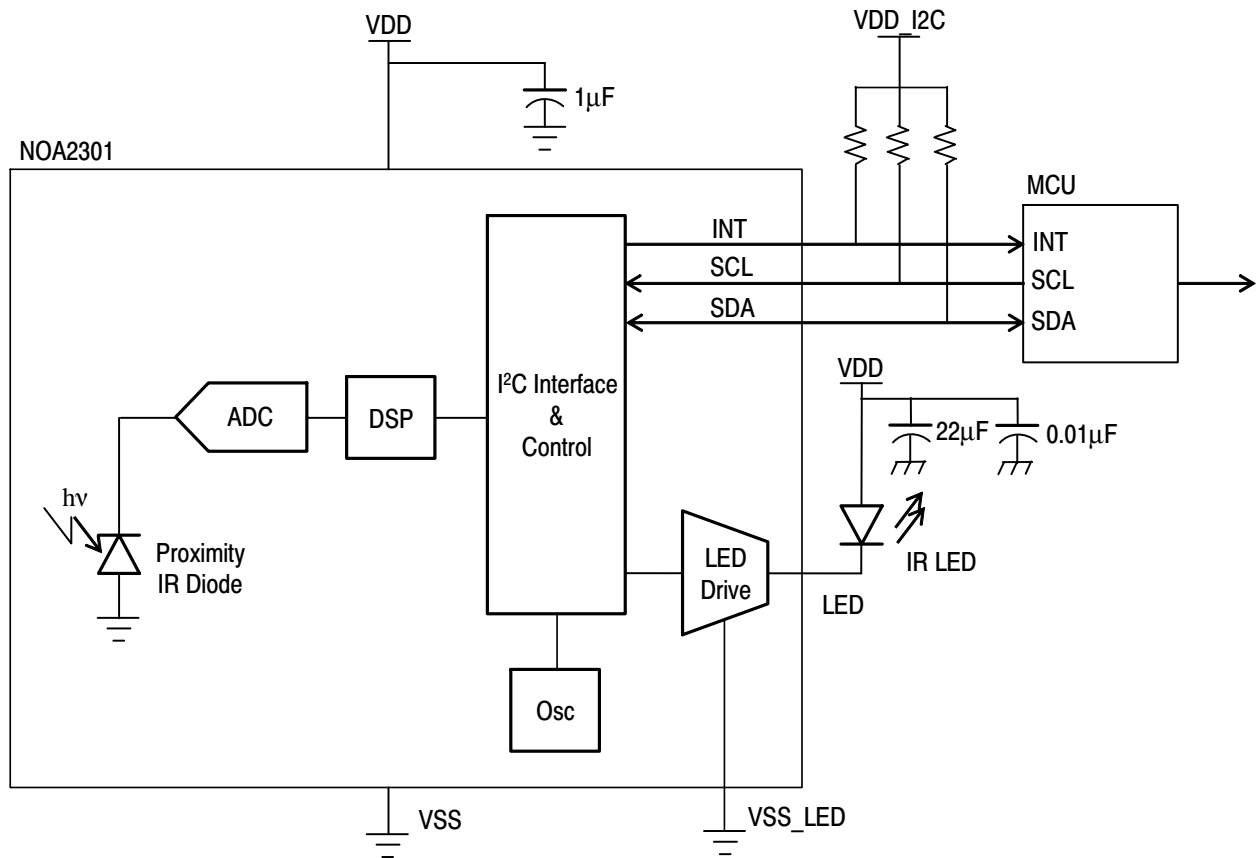 VDD
VDD_I2C
1μF
NOA2301
MCU
INT
INT
SCL
SCL
SDA
SDA
VDD
I²C Interface
&
Control
ADC
DSP
22μF
0.01μF
hν
Proximity
IR Diode
LED
Drive
IR LED
LED
Osc
VSS
VSS_LED